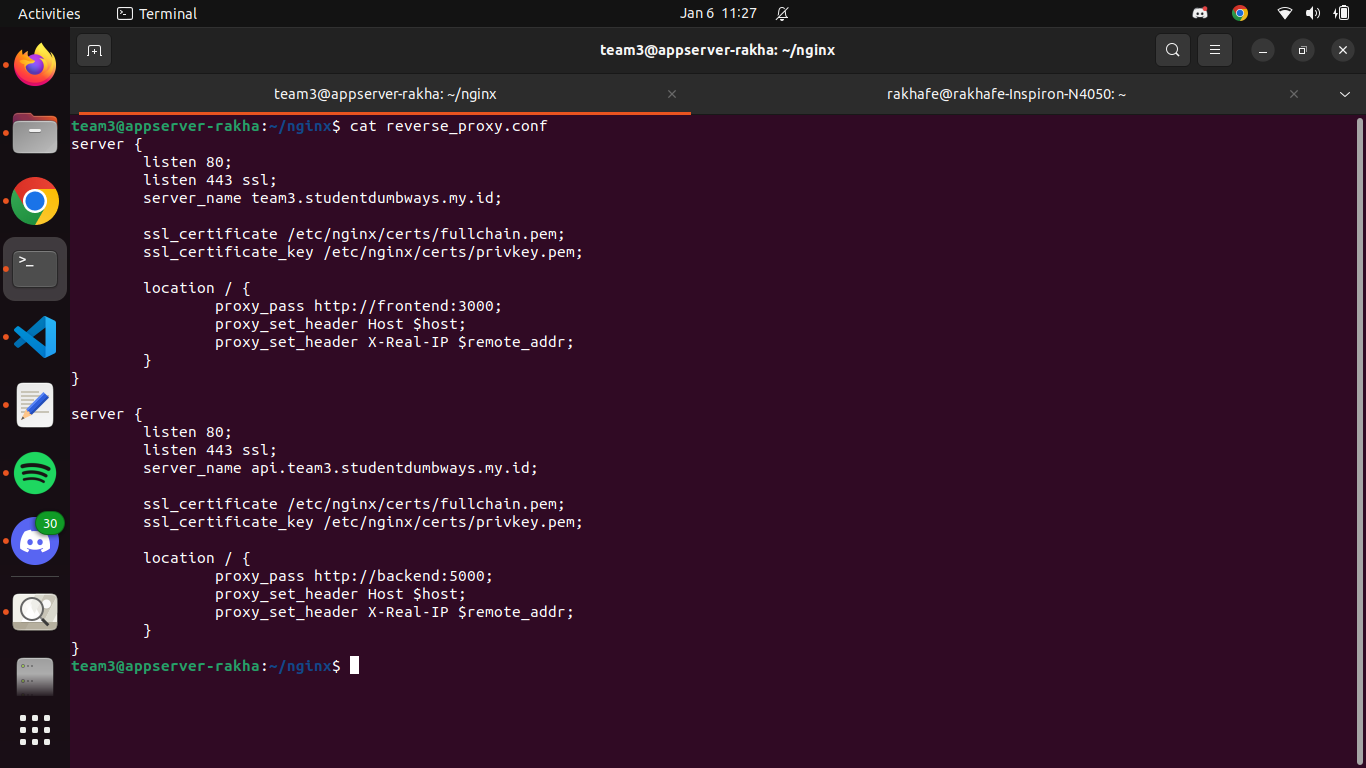 Activities
Terminal
Jan 6 11:27
team3@appserver-rakha: ~/nginx
team3@appserver-rakha: ~/nginx
rakhafe@rakhafe-Inspiron-N4050: ~
team3@appserver-rakha:~/nginx$ cat reverse_proxy.conf
server {
        listen 80;
        listen 443 ssl;
        server_name team3.studentdumbways.my.id;

        ssl_certificate /etc/nginx/certs/fullchain.pem;
        ssl_certificate_key /etc/nginx/certs/privkey.pem;

        location / {
                proxy_pass http://frontend:3000;
                proxy_set_header Host $host;
                proxy_set_header X-Real-IP $remote_addr;
        }
}

server {
        listen 80;
        listen 443 ssl;
        server_name api.team3.studentdumbways.my.id;

        ssl_certificate /etc/nginx/certs/fullchain.pem;
        ssl_certificate_key /etc/nginx/certs/privkey.pem;

        location / {
                proxy_pass http://backend:5000;
                proxy_set_header Host $host;
                proxy_set_header X-Real-IP $remote_addr;
        }
}
team3@appserver-rakha:~/nginx$
30